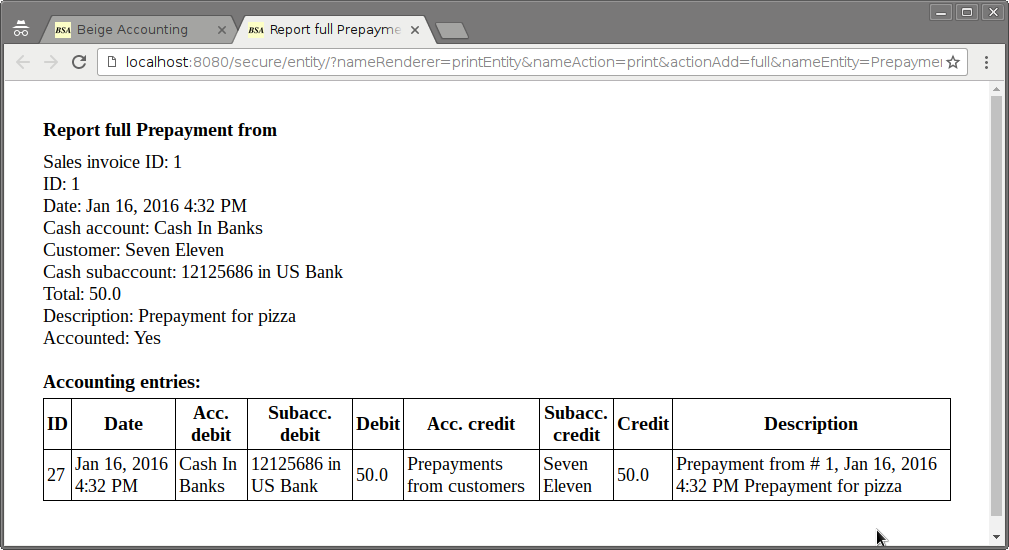 BSA Beige Accounting
BSA Report full Prepayme
localhost:8080/secure/entity/?nameRenderer=printEntity&nameAction=print&actionAdd=full&nameEntity=Prepaymer
Report full Prepayment from
Sales invoice ID: 1
ID: 1
Date: Jan 16, 2016 4:32 PM
Cash account: Cash In Banks
Customer: Seven Eleven
Cash subaccount: 12125686 in US Bank
Total: 50.0
Description: Prepayment for pizza
Accounted: Yes
Accounting entries:
ID Date Acc. debit Subacc. debit Debit Acc. credit Subacc. credit Credit Description
27 Jan 16, 2016 4:32 PM Cash In Banks 12125686 in US Bank 50.0 Prepayments from customers Seven Eleven 50.0 Prepayment from # 1, Jan 16, 2016 4:32 PM Prepayment for pizza